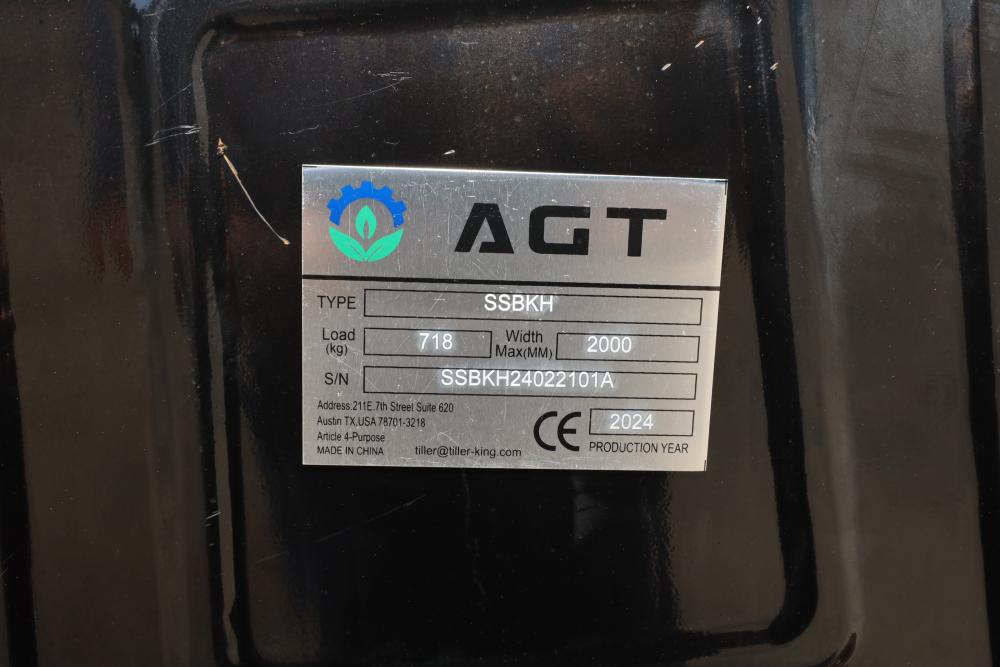 AGT
TYPE SSBKH
Load (kg) 718 Width Max(MM) 2000
S/N SSBKH24022101A
Address:211E.7th Streel Suite 620
Austin TX,USA 78701-3218
Article 4-Purpose
MADE IN CHINA
tiller@tiller-king.com
CE
2024
PRODUCTION YEAR